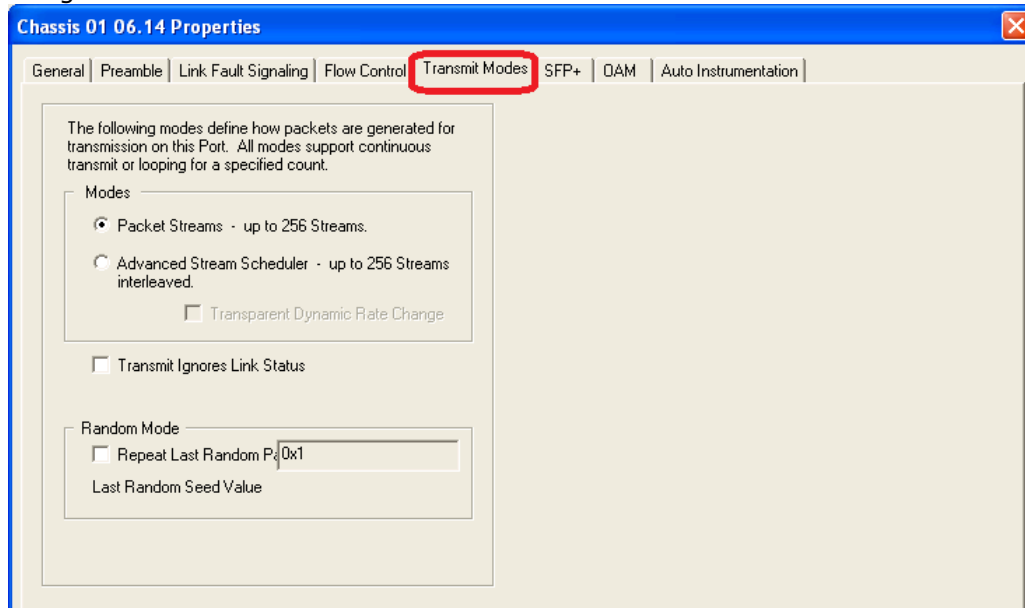 Chassis 01 06.14 Properties
General Preamble Link Fault Signaling Flow Control Transmit Modes SFP+ OAM Auto Instrumentation
The following modes define how packets are generated for
transmission on this Port. All modes support continuous
transmit or looping for a specified count.
Modes
Packet Streams - up to 256 Streams.
Advanced Stream Scheduler - up to 256 Streams
interleaved.
Transparent Dynamic Rate Change
Transmit Ignores Link Status
Random Mode
Repeat Last Random 0x1
Last Random Seed Value